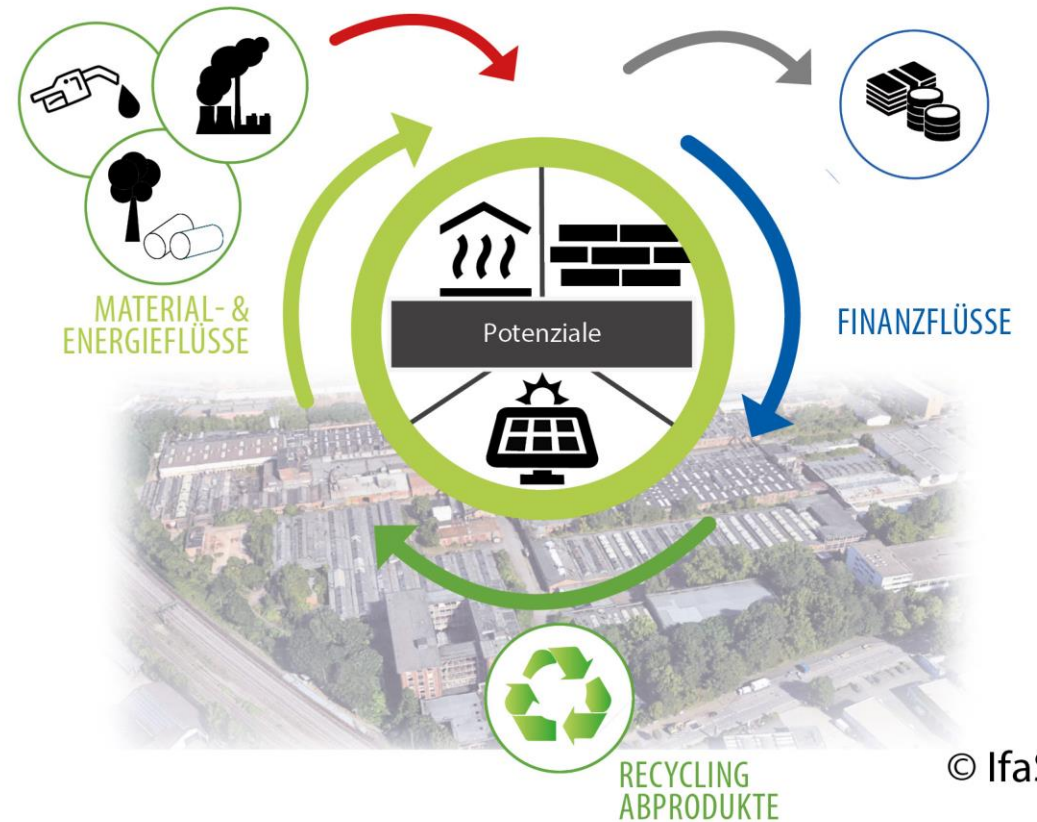 MATERIAL- &
ENERGIEFLÜSSE
Potenziale
FINANZFLÜSSE
RECYCLING
ABPRODUKTE
©